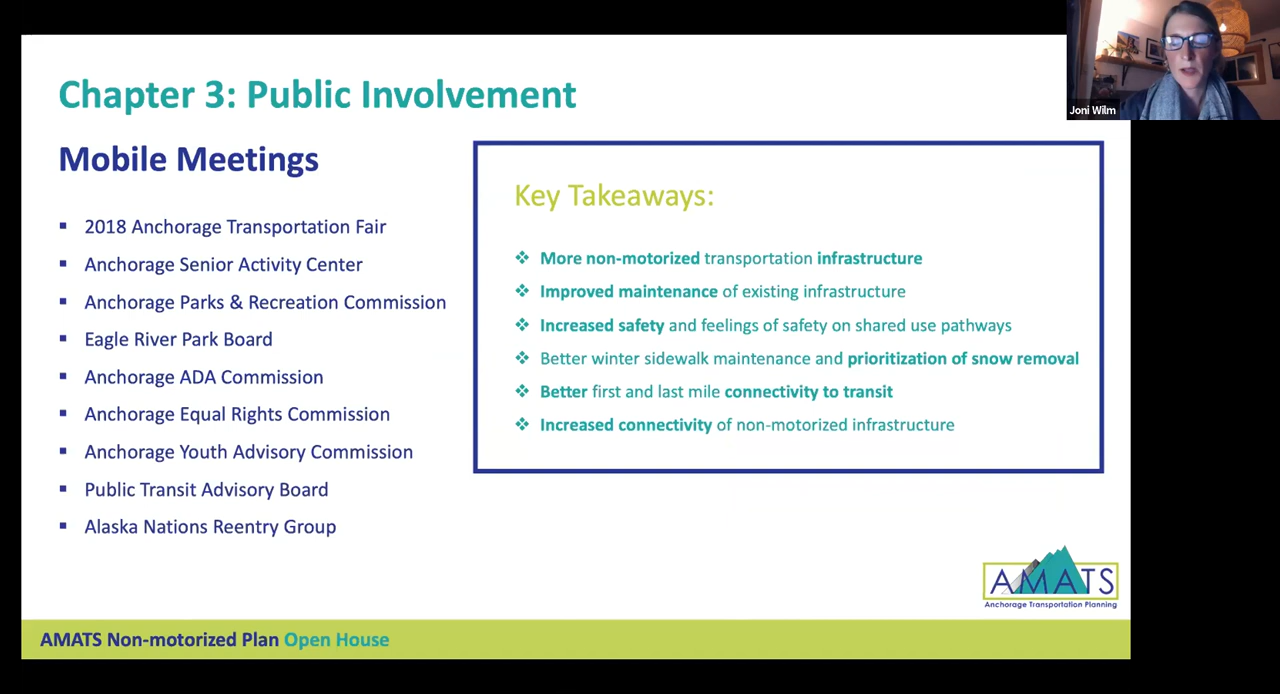 Joni Wilm
Chapter 3: Public Involvement
Mobile Meetings
2018 Anchorage Transportation Fair
Anchorage Senior Activity Center
Anchorage Parks & Recreation Commission
Eagle River Park Board
Anchorage ADA Commission
Anchorage Equal Rights Commission
Anchorage Youth Advisory Commission
Public Transit Advisory Board
Alaska Nations Reentry Group
Key Takeaways:
More non-motorized transportation infrastructure
Improved maintenance of existing infrastructure
Increased safety and feelings of safety on shared use pathways
Better winter sidewalk maintenance and prioritization of snow removal
Better first and last mile connectivity to transit
Increased connectivity of non-motorized infrastructure
AMATS
Anchorage Transportation Planning
AMATS Non-motorized Plan Open House